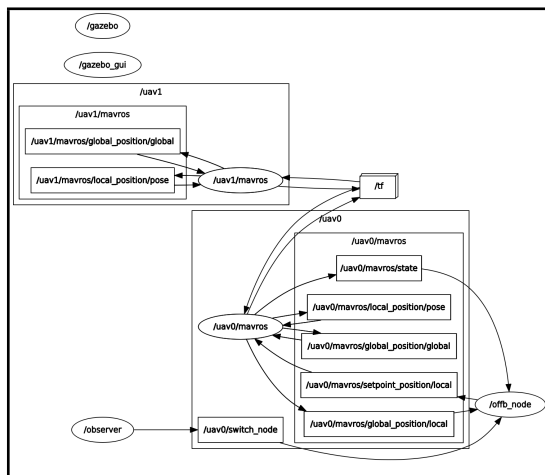 /gazebo
/gazebo_gui
/uav1
/uav1/mavros
/uav1/mavros/global_position/global
/uav1/mavros/local_position/pose
/uav1/mavros
/tf
/uav0
/uav0/mavros
/uav0/mavros/state
/uav0/mavros/local_position/pose
/uav0/mavros
/uav0/mavros/global_position/global
/uav0/mavros/setpoint_position/local
/offb_node
/uav0/mavros/global_position/local
/observer
/uav0/switch_node